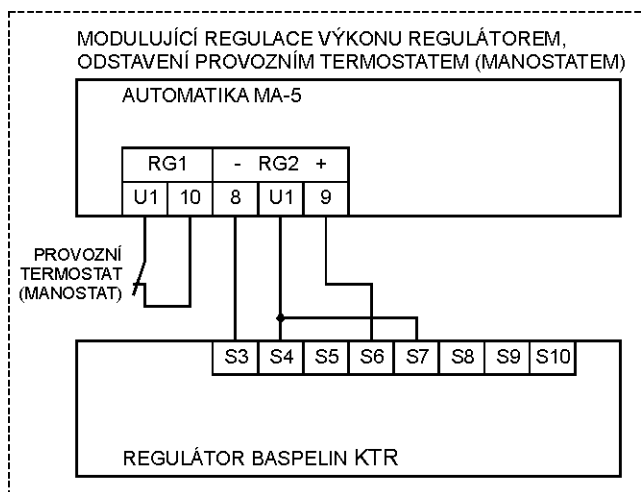 MODULUJÍCÍ REGULACE VÝKONU REGULÁTOREM,
ODSTAVENÍ PROVOZNÍM TERMOSTATEM (MANOSTATEM)
AUTOMATIKA MA-5
RG1 - RG2 +
U1 10 8 U1 9
PROVOZNÍ
TERMOSTAT
(MANOSTAT)
S3 S4 S5 S6 S7 S8 S9 S10
REGULÁTOR BASPELIN KTR